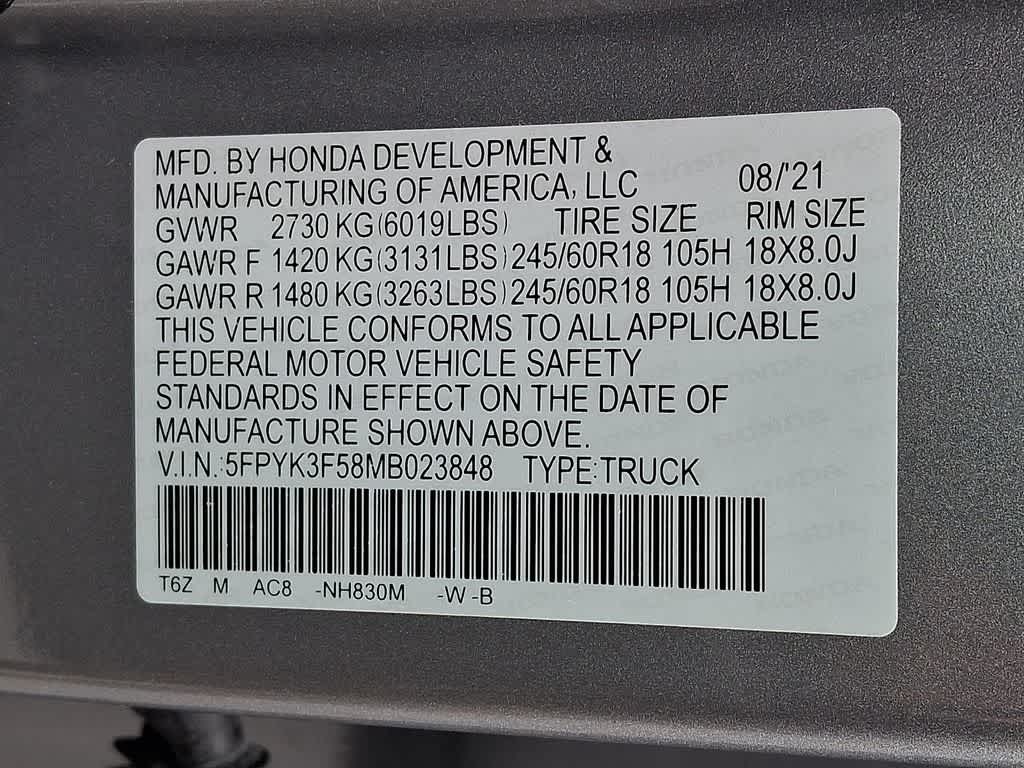 MFD. BY HONDA DEVELOPMENT &
MANUFACTURING OF AMERICA, LLC 08/'21
GVWR 2730 KG(6019LBS) TIRE SIZE RIM SIZE
GAWR F 1420 KG(3131LBS) 245/60R18 105H 18X8.0J
GAWR R 1480 KG(3263LBS) 245/60R18 105H 18X8.0J
THIS VEHICLE CONFORMS TO ALL APPLICABLE
FEDERAL MOTOR VEHICLE SAFETY
STANDARDS IN EFFECT ON THE DATE OF
MANUFACTURE SHOWN ABOVE.
V.I.N.:5FPYK3F58MB023848 TYPE:TRUCK
T6Z M AC8 -NH830M -W -B